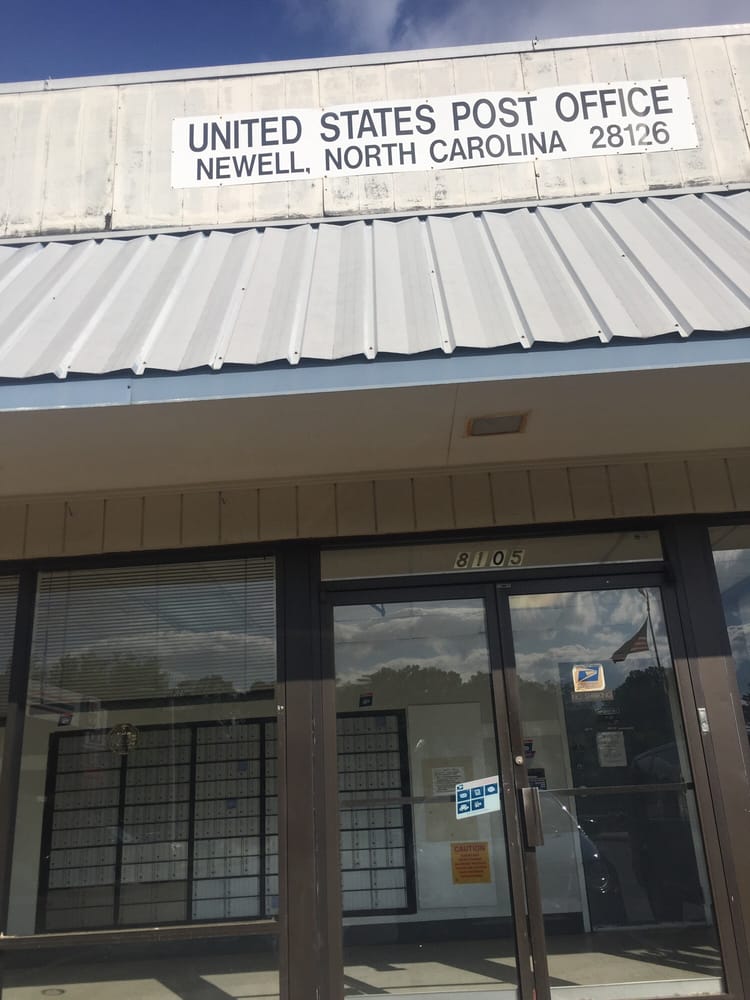 UNITED STATES POST OFFICE
NEWELL, NORTH CAROLINA 28126
8105
CAUTION